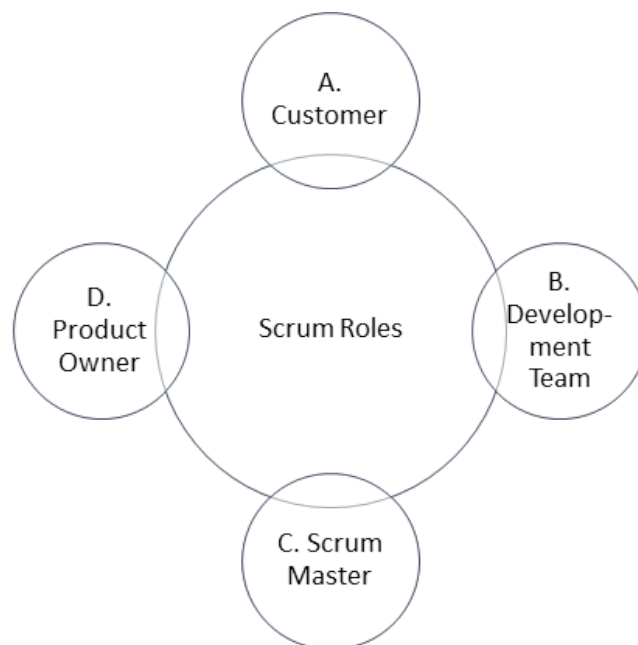 A.
Customer
D.
Product
Owner
Scrum Roles
B.
Develop-
ment
Team
C. Scrum
Master